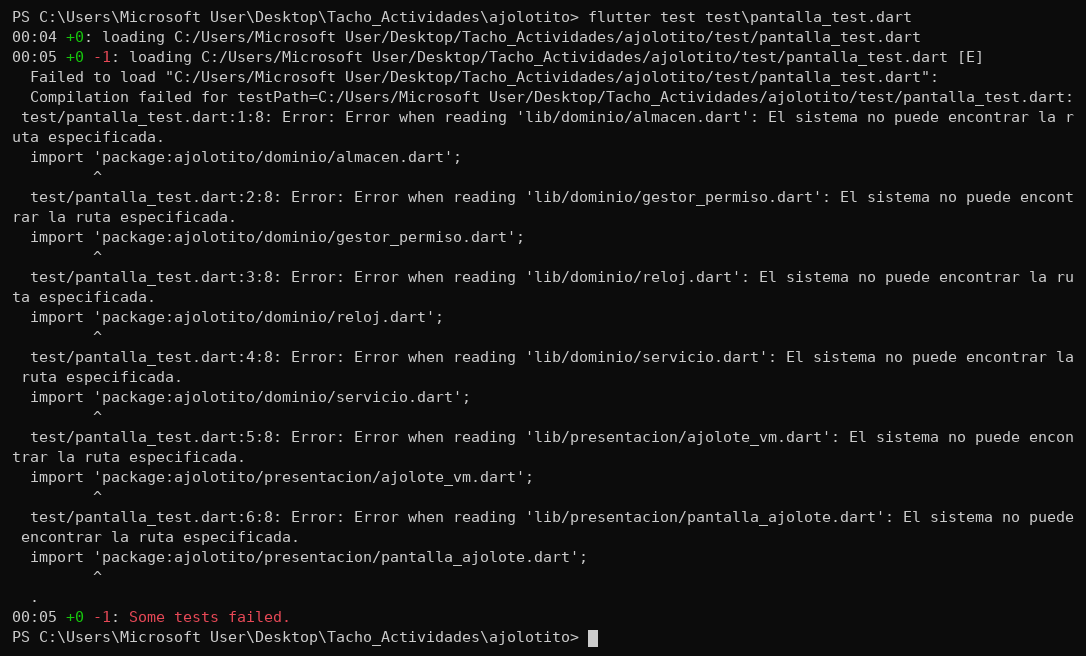 PS C:\Users\Microsoft User\Desktop\Tacho_Actividades\ajolotito> flutter test test\pantalla_test.dart
00:04 +0: loading C:/Users/Microsoft User/Desktop/Tacho_Actividades/ajolotito/test/pantalla_test.dart
00:05 +0 -1: loading C:/Users/Microsoft User/Desktop/Tacho_Actividades/ajolotito/test/pantalla_test.dart [E]
  Failed to load "C:/Users/Microsoft User/Desktop/Tacho_Actividades/ajolotito/test/pantalla_test.dart":
  Compilation failed for testPath=C:/Users/Microsoft User/Desktop/Tacho_Actividades/ajolotito/test/pantalla_test.dart:
 test/pantalla_test.dart:1:8: Error: Error when reading 'lib/dominio/almacen.dart': El sistema no puede encontrar la r
uta especificada.
  import 'package:ajolotito/dominio/almacen.dart';
         ^
  test/pantalla_test.dart:2:8: Error: Error when reading 'lib/dominio/gestor_permiso.dart': El sistema no puede encont
rar la ruta especificada.
  import 'package:ajolotito/dominio/gestor_permiso.dart';
         ^
  test/pantalla_test.dart:3:8: Error: Error when reading 'lib/dominio/reloj.dart': El sistema no puede encontrar la ru
ta especificada.
  import 'package:ajolotito/dominio/reloj.dart';
         ^
  test/pantalla_test.dart:4:8: Error: Error when reading 'lib/dominio/servicio.dart': El sistema no puede encontrar la
 ruta especificada.
  import 'package:ajolotito/dominio/servicio.dart';
         ^
  test/pantalla_test.dart:5:8: Error: Error when reading 'lib/presentacion/ajolote_vm.dart': El sistema no puede encon
trar la ruta especificada.
  import 'package:ajolotito/presentacion/ajolote_vm.dart';
         ^
  test/pantalla_test.dart:6:8: Error: Error when reading 'lib/presentacion/pantalla_ajolote.dart': El sistema no puede
 encontrar la ruta especificada.
  import 'package:ajolotito/presentacion/pantalla_ajolote.dart';
         ^
  .
00:05 +0 -1: Some tests failed.
PS C:\Users\Microsoft User\Desktop\Tacho_Actividades\ajolotito>